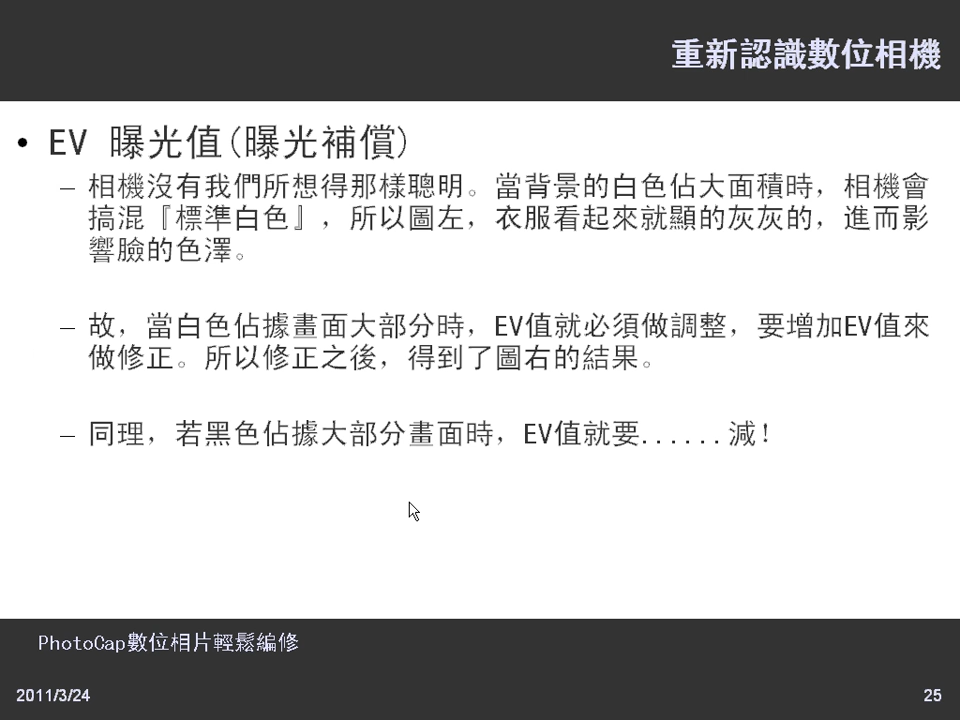 重新認識數位相機
• EV 曝光值(曝光補償)
– 相機沒有我們所想得那樣聰明。當背景的白色佔大面積時，相機會
搞混『標準白色』，所以圖左，衣服看起來就顯的灰灰的，進而影
響臉的色澤。
– 故，當白色佔據畫面大部分時，EV值就必須做調整，要增加EV值來
做修正。所以修正之後，得到了圖右的結果。
– 同理，若黑色佔據大部分畫面時，EV值就要......減！
PhotoCap數位相片輕鬆編修
2011/3/24
25